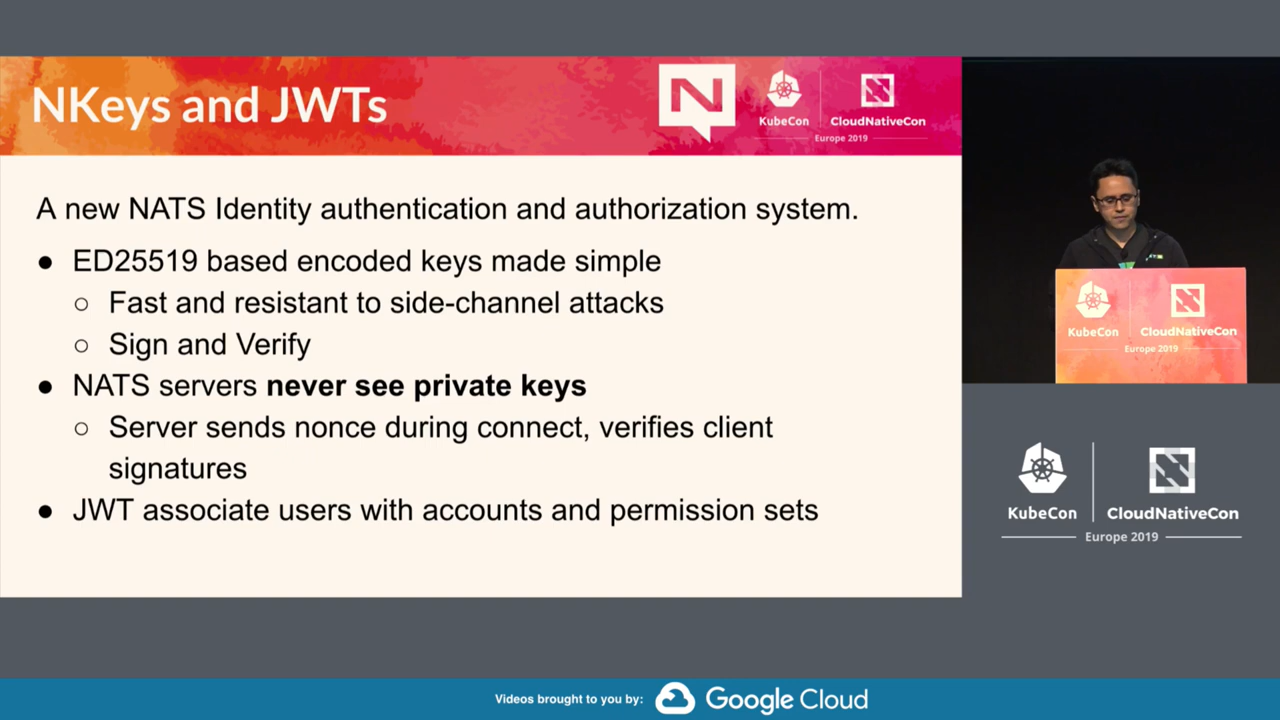 NKeys and JWTs
N
KubeCon
CloudNativeCon
Europe 2019
A new NATS Identity authentication and authorization system.
● ED25519 based encoded keys made simple
○ Fast and resistant to side-channel attacks
○ Sign and Verify
● NATS servers never see private keys
○ Server sends nonce during connect, verifies client
signatures
● JWT associate users with accounts and permission sets
KubeCon
CloudNativeCon
Europe 2019
KubeCon
CloudNativeCon
Europe 2019
Videos brought to you by:
Google Cloud